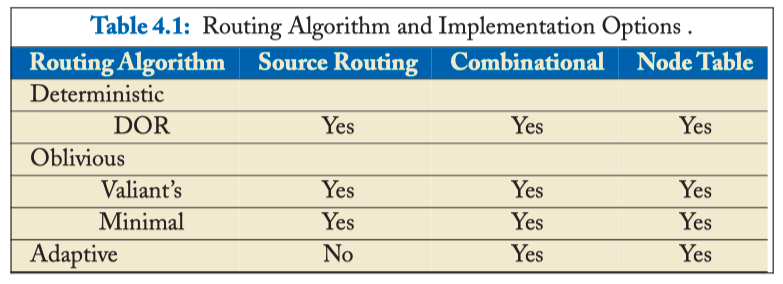 Table 4.1: Routing Algorithm and Implementation Options .
Routing Algorithm Source Routing Combinational Node Table
Deterministic
DOR Yes Yes Yes
Oblivious
Valiant's Yes Yes Yes
Minimal Yes Yes Yes
Adaptive No Yes Yes